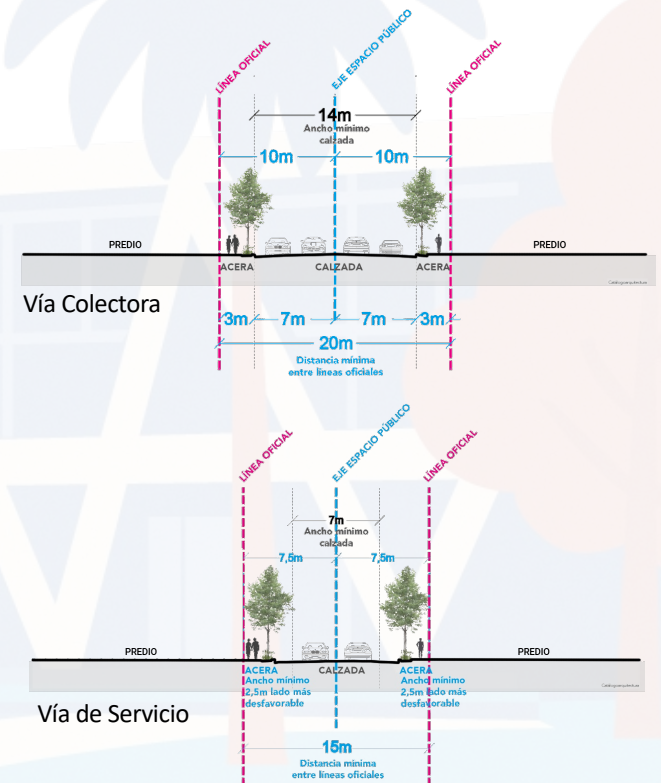 LÍNEA OFICIAL
EJE ESPACIO PÚBLICO
LÍNEA OFICIAL
14m
Ancho mínimo
calzada
10m 10m
PREDIO PREDIO
ACERA CALZADA ACERA
Catálogoarquitectura
Vía Colectora
3m 7m 7m 3m
20m
Distancia mínima
entre líneas oficiales
LÍNEA OFICIAL
EJE ESPACIO PÚBLICO
LÍNEA OFICIAL
7m
Ancho mínimo
calzada
7,5m 7,5m
PREDIO PREDIO
ACERA
Ancho mínimo
2,5m lado más
desfavorable
CALZADA
ACERA
Ancho mínimo
2,5m lado más
desfavorable
Catálogoarquitectura
Vía de Servicio
15m
Distancia mínima
entre líneas oficiales